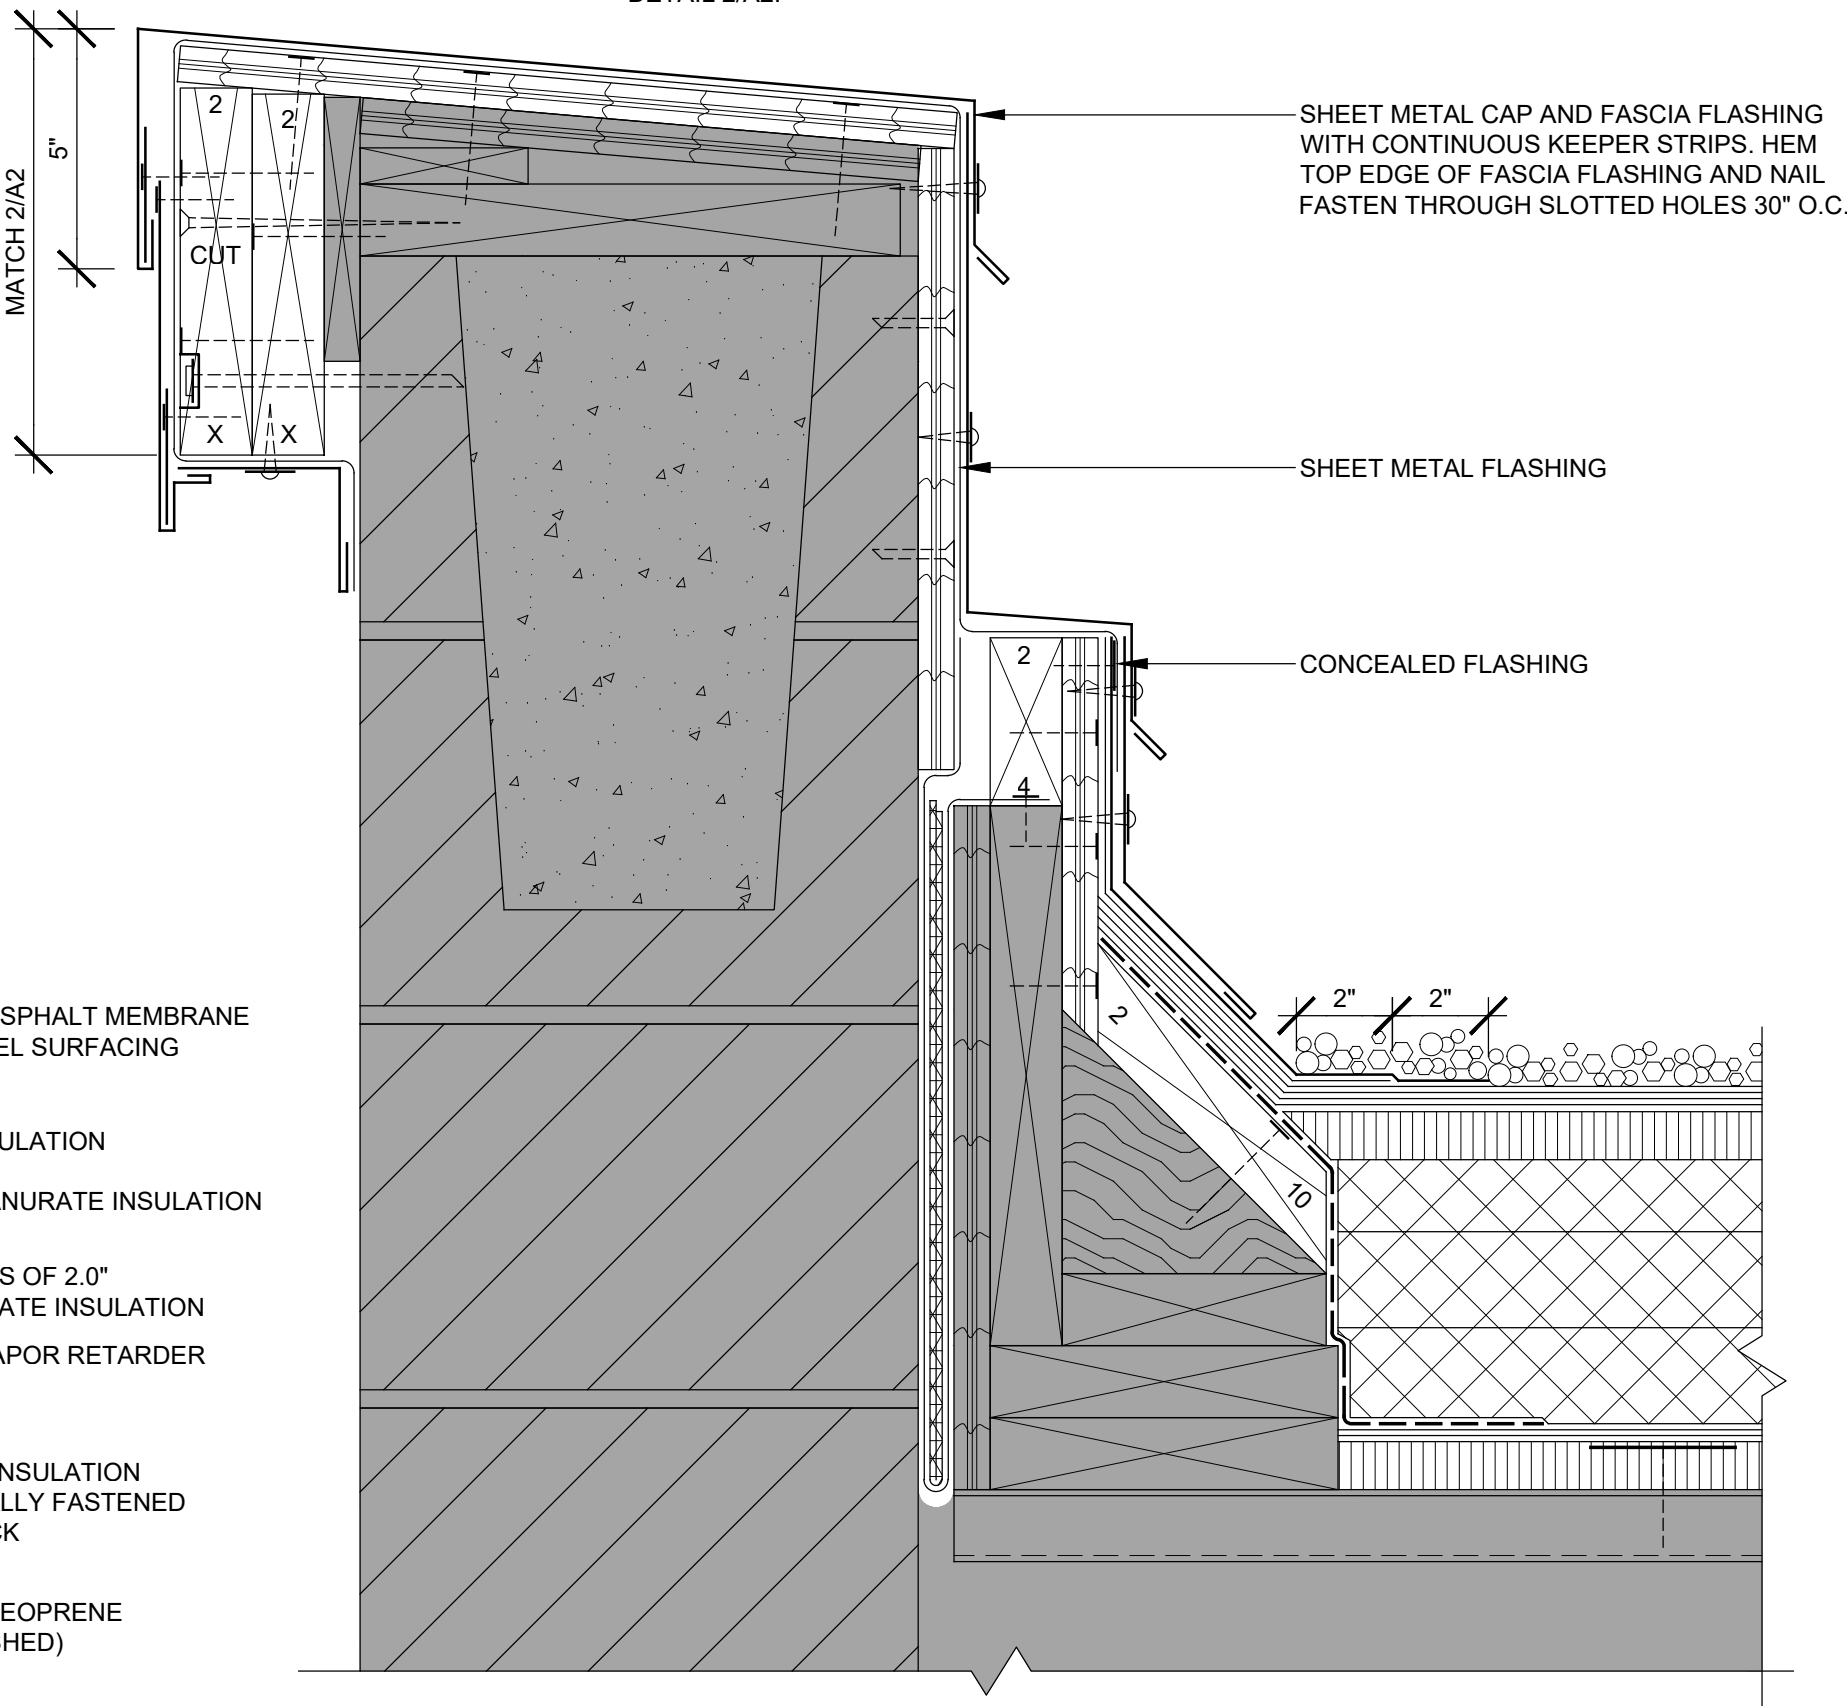 MATCH 2/A2
5"
2
2
CUT
X
X
SHEET METAL CAP AND FASCIA FLASHING
WITH CONTINUOUS KEEPER STRIPS. HEM
TOP EDGE OF FASCIA FLASHING AND NAIL
FASTEN THROUGH SLOTTED HOLES 30" O.C.
SHEET METAL FLASHING
CONCEALED FLASHING
2
4
2
10
2"
2"
SPHALT MEMBRANE
EL SURFACING
ULATION
ANURATE INSULATION
S OF 2.0"
ATE INSULATION
APOR RETARDER
NSULATION
LLY FASTENED
CK
EOPRENE
SHED)